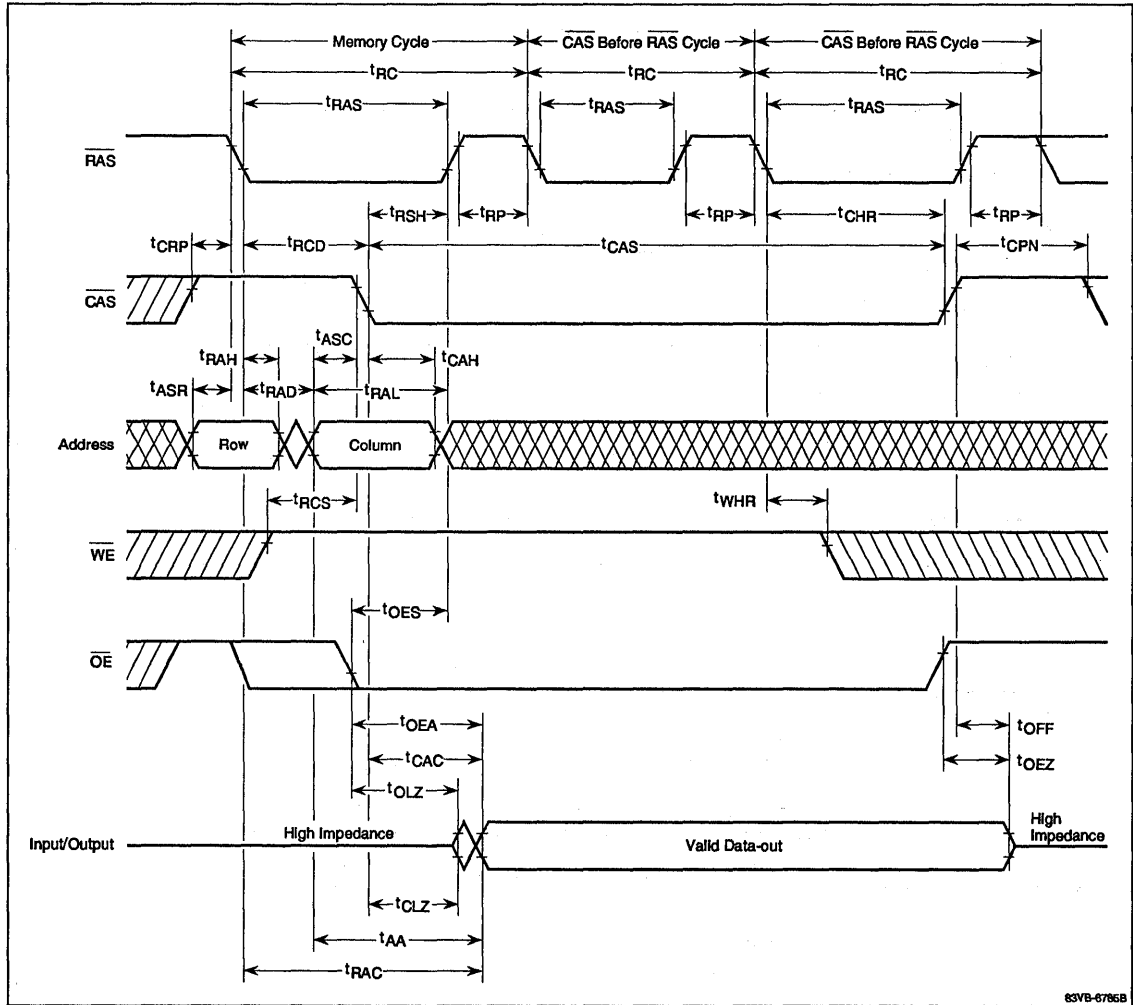 Memory Cycle CAS Before RAS Cycle CAS Before RAS Cycle
tRC tRC tRC
tRAS tRAS tRAS
RAS
tRSH tRP tRP tCHR tRP
tCRP tRCD tCAS tCPN
CAS
tASC
tRAH tCAH
tASR tRAD tRAL
Address Row Column
tRCS tWHR
WE
tOES
OE
tOEA tOFF
tCAC tOEZ
tOLZ
High Impedance High Impedance
Input/Output Valid Data-out
tCLZ
tAA
tRAC
83VB-6785B